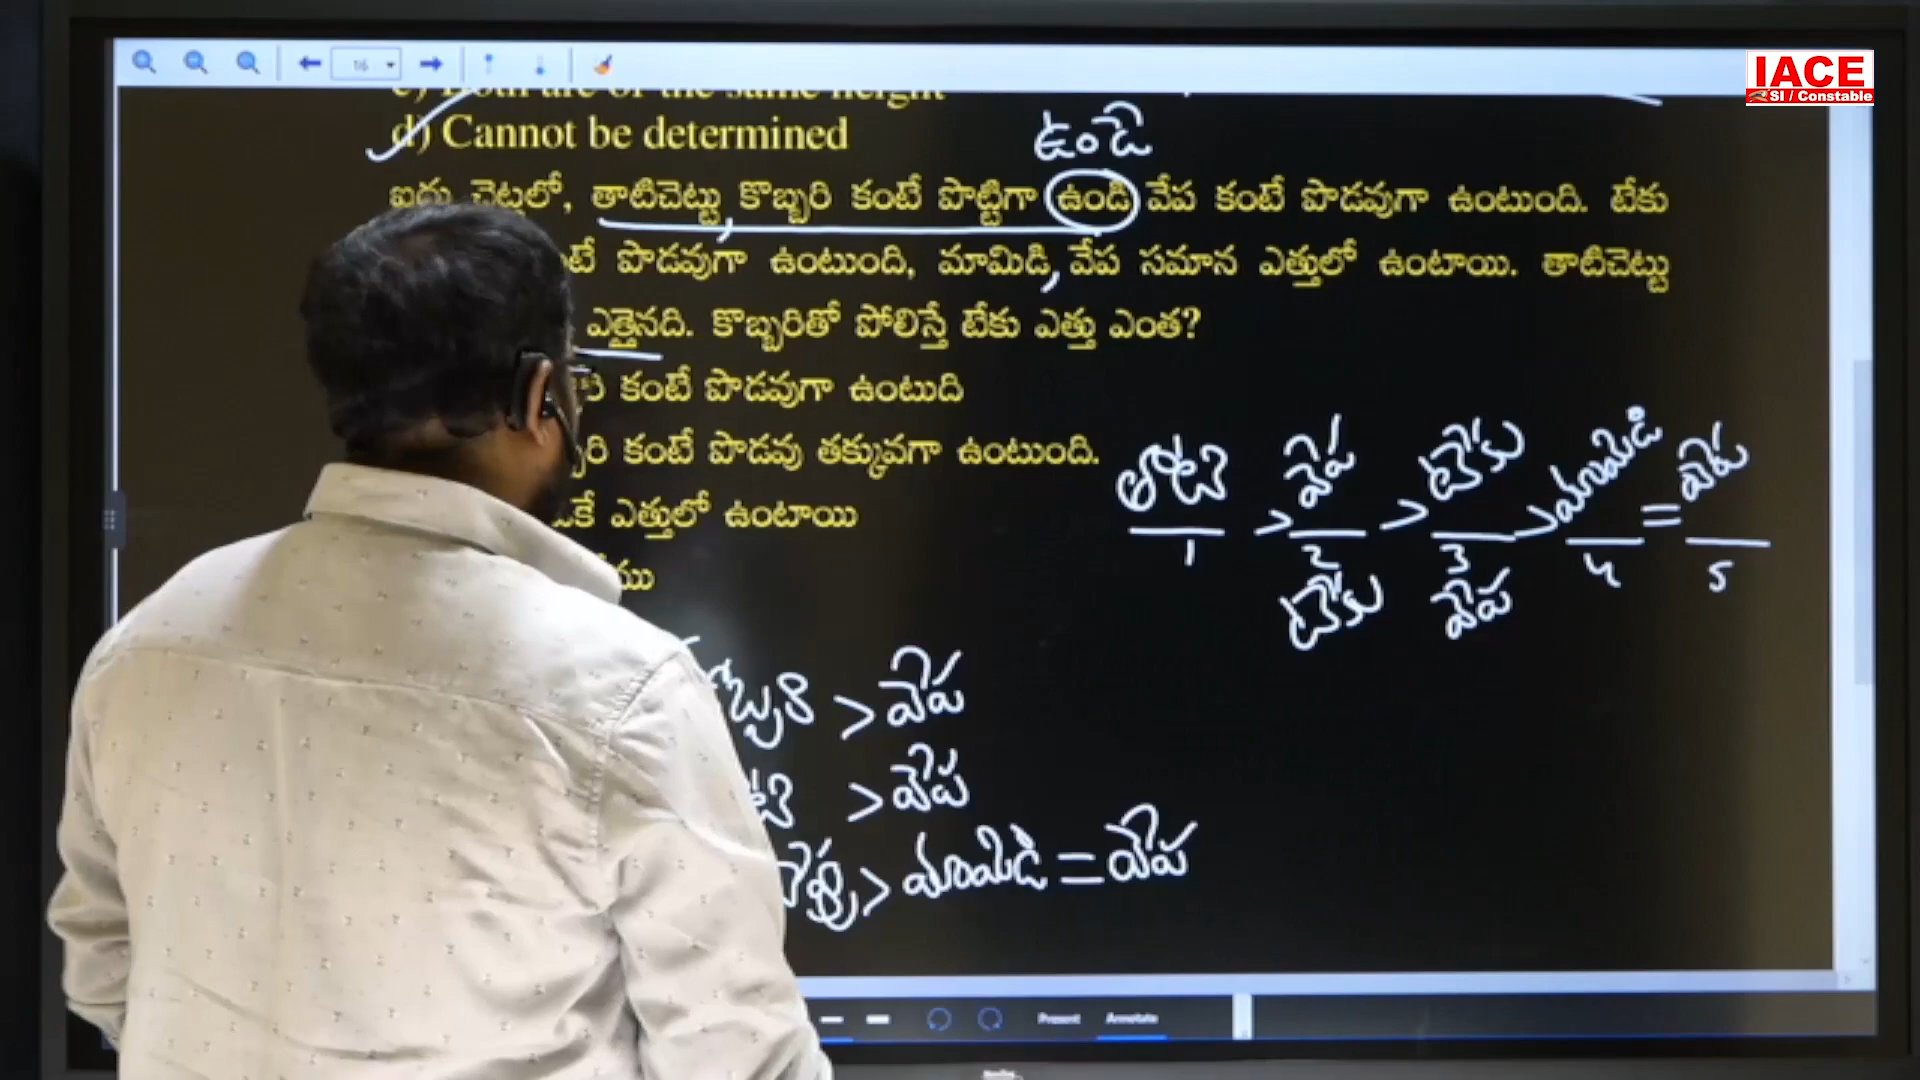 16
IACE
SI / Constable
d) Cannot be determined
ఉండె
ఐదు చెట్లలో, తాటిచెట్టు కొబ్బరి కంటే పొట్టిగా ఉండి వేప కంటే పొడవుగా ఉంటుంది. టేకు
పొడవుగా ఉంటుంది, మామిడి, వేప సమాన ఎత్తులో ఉంటాయి. తాటిచెట్టు
ఎత్తైనది. కొబ్బరితో పోలిస్తే టేకు ఎత్తు ఎంత?
కంటే పొడవుగా ఉంటుది
కంటే పొడవు తక్కువగా ఉంటుంది.
ఎత్తులో ఉంటాయి
తాటి > వేప > టేకు > మామిడి = వేప
1 2 3 4 5
టేకు వేప
> వేప
> వేప
> మామిడి = వేప
Present Annotate